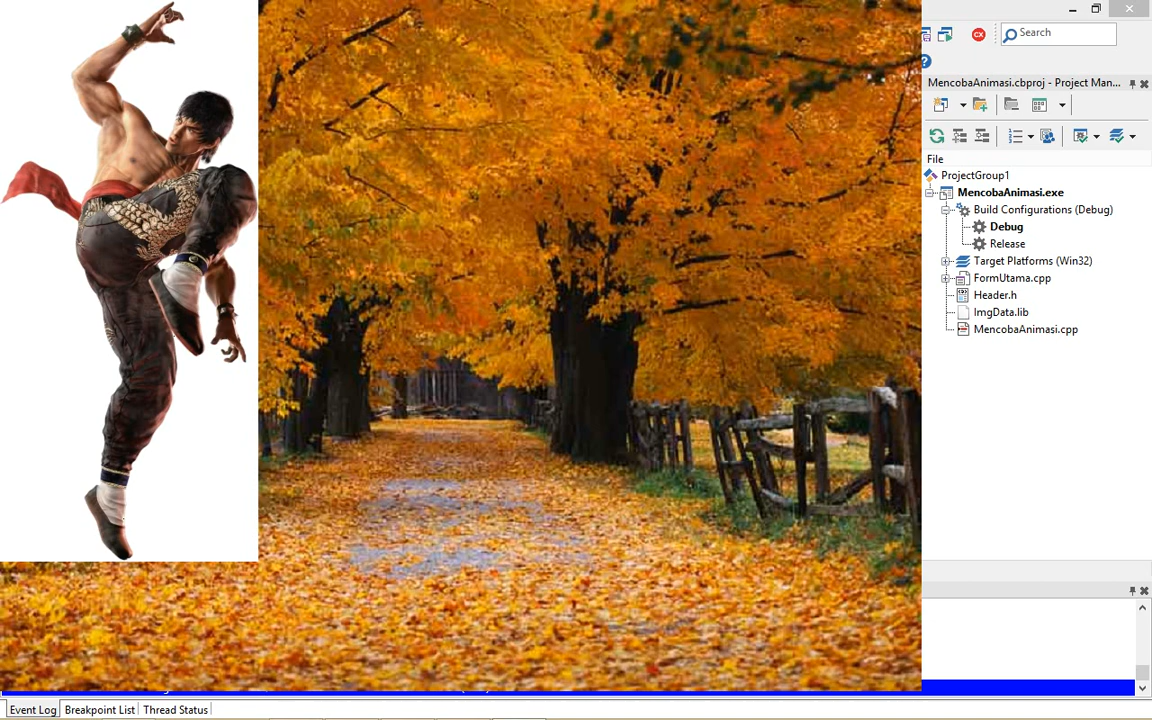 Search
MencobaAnimasi.cbproj - Project Man...
File
ProjectGroup1
MencobaAnimasi.exe
Build Configurations (Debug)
Debug
Release
Target Platforms (Win32)
FormUtama.cpp
Header.h
ImgData.lib
MencobaAnimasi.cpp
Event Log
Breakpoint List
Thread Status